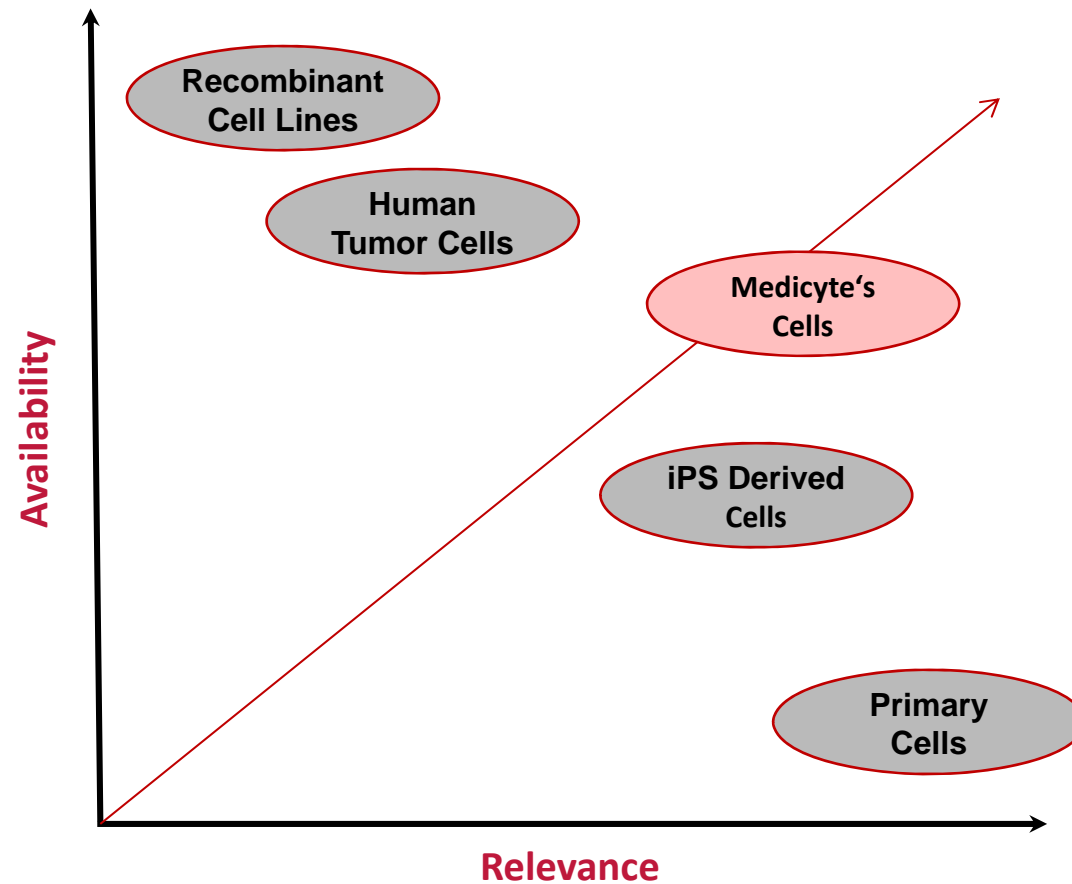 Recombinant
Cell Lines
Human
Tumor Cells
Medicyte‘s
Cells
iPS Derived
Cells
Primary
Cells
Availability
Relevance